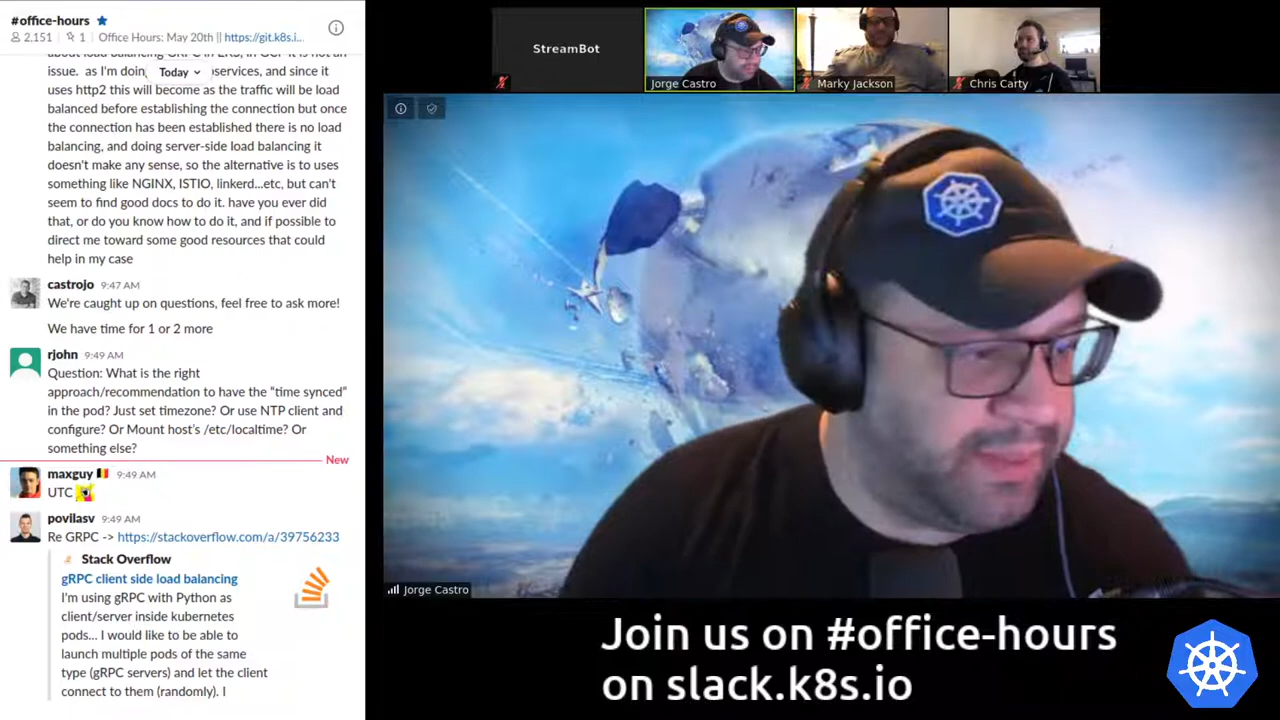 #office-hours
2,151 1 Office Hours: May 20th || https://git.k8s.i...
about load balancing GRPC in EKS, in GCP it is not an
issue. as I'm doin
Today
services, and since it
uses http2 this will become as the traffic will be load
balanced before establishing the connection but once
the connection has been established there is no load
balancing, and doing server-side load balancing it
doesn't make any sense, so the alternative is to uses
something like NGINX, ISTIO, linkerd...etc, but can't
seem to find good docs to do it. have you ever did
that, or do you know how to do it, and if possible to
direct me toward some good resources that could
help in my case
castrojo 9:47 AM
We're caught up on questions, feel free to ask more!
We have time for 1 or 2 more
rjohn 9:49 AM
Question: What is the right
approach/recommendation to have the "time synced"
in the pod? Just set timezone? Or use NTP client and
configure? Or Mount host's /etc/localtime? Or
something else?
New
maxguy 9:49 AM
UTC
povilasv 9:49 AM
Re GRPC -> https://stackoverflow.com/a/39756233
Stack Overflow
gRPC client side load balancing
I'm using gRPC with Python as
client/server inside kubernetes
pods... I would like to be able to
launch multiple pods of the same
type (gRPC servers) and let the client
connect to them (randomly). I
StreamBot
Jorge Castro
Marky Jackson
Chris Carty
Jorge Castro
Join us on #office-hours
on slack.k8s.io